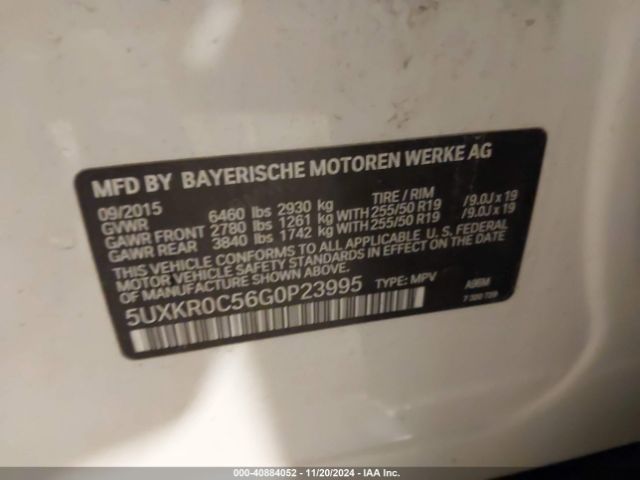 MFD BY BAYERISCHE MOTOREN WERKE AG
09/2015 TIRE / RIM
GVWR 6460 lbs 2930 kg
GAWR FRONT 2780 lbs 1261 kg WITH 255/50 R19 /9.0J x 19
GAWR REAR 3840 lbs 1742 kg WITH 255/50 R19 /9.0J x 19
THIS VEHICLE CONFORMS TO ALL APPLICABLE U. S. FEDERAL
MOTOR VEHICLE SAFETY STANDARDS IN EFFECT ON THE DATE
OF MANUFACTURE SHOWN ABOVE.
5UXKR0C56G0P23995 TYPE: MPV A96M
© IAAI - 40884052 - 11/20/2024 - IAA Inc.